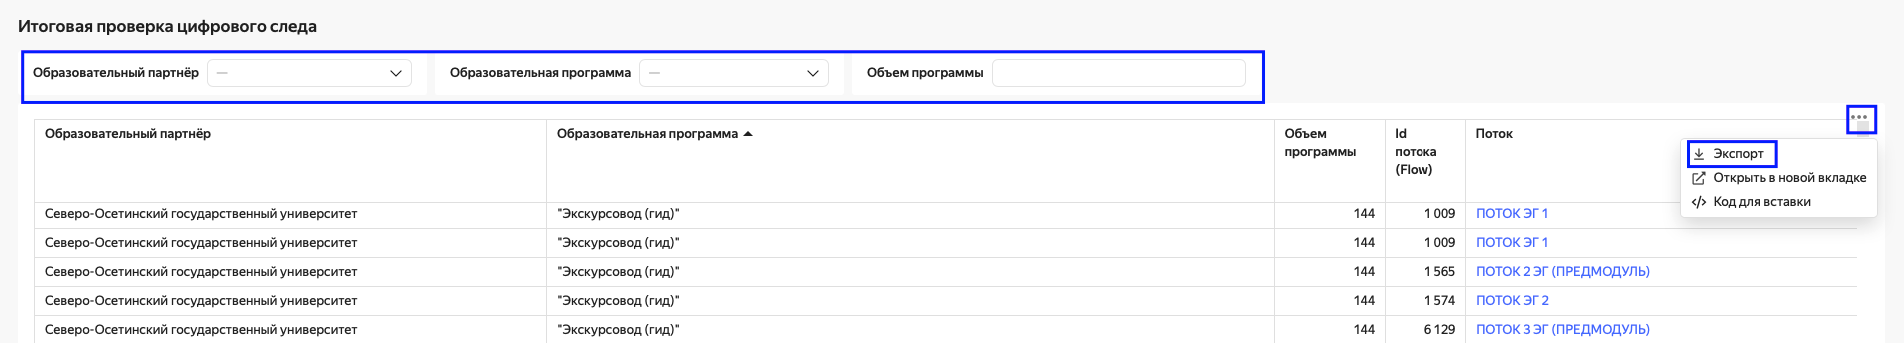 Итоговая проверка цифрового следа
Образовательный партнёр — Образовательная программа — Объем программы
Образовательный партнёр Образовательная программа Объем программы Id потока (Flow) Поток
Экспорт
Открыть в новой вкладке
Код для вставки
Северо-Осетинский государственный университет "Экскурсовод (гид)" 144 1 009 ПОТОК ЭГ 1
Северо-Осетинский государственный университет "Экскурсовод (гид)" 144 1 009 ПОТОК ЭГ 1
Северо-Осетинский государственный университет "Экскурсовод (гид)" 144 1 565 ПОТОК 2 ЭГ (ПРЕДМОДУЛЬ)
Северо-Осетинский государственный университет "Экскурсовод (гид)" 144 1 574 ПОТОК ЭГ 2
Северо-Осетинский государственный университет "Экскурсовод (гид)" 144 6 129 ПОТОК 3 ЭГ (ПРЕДМОДУЛЬ)